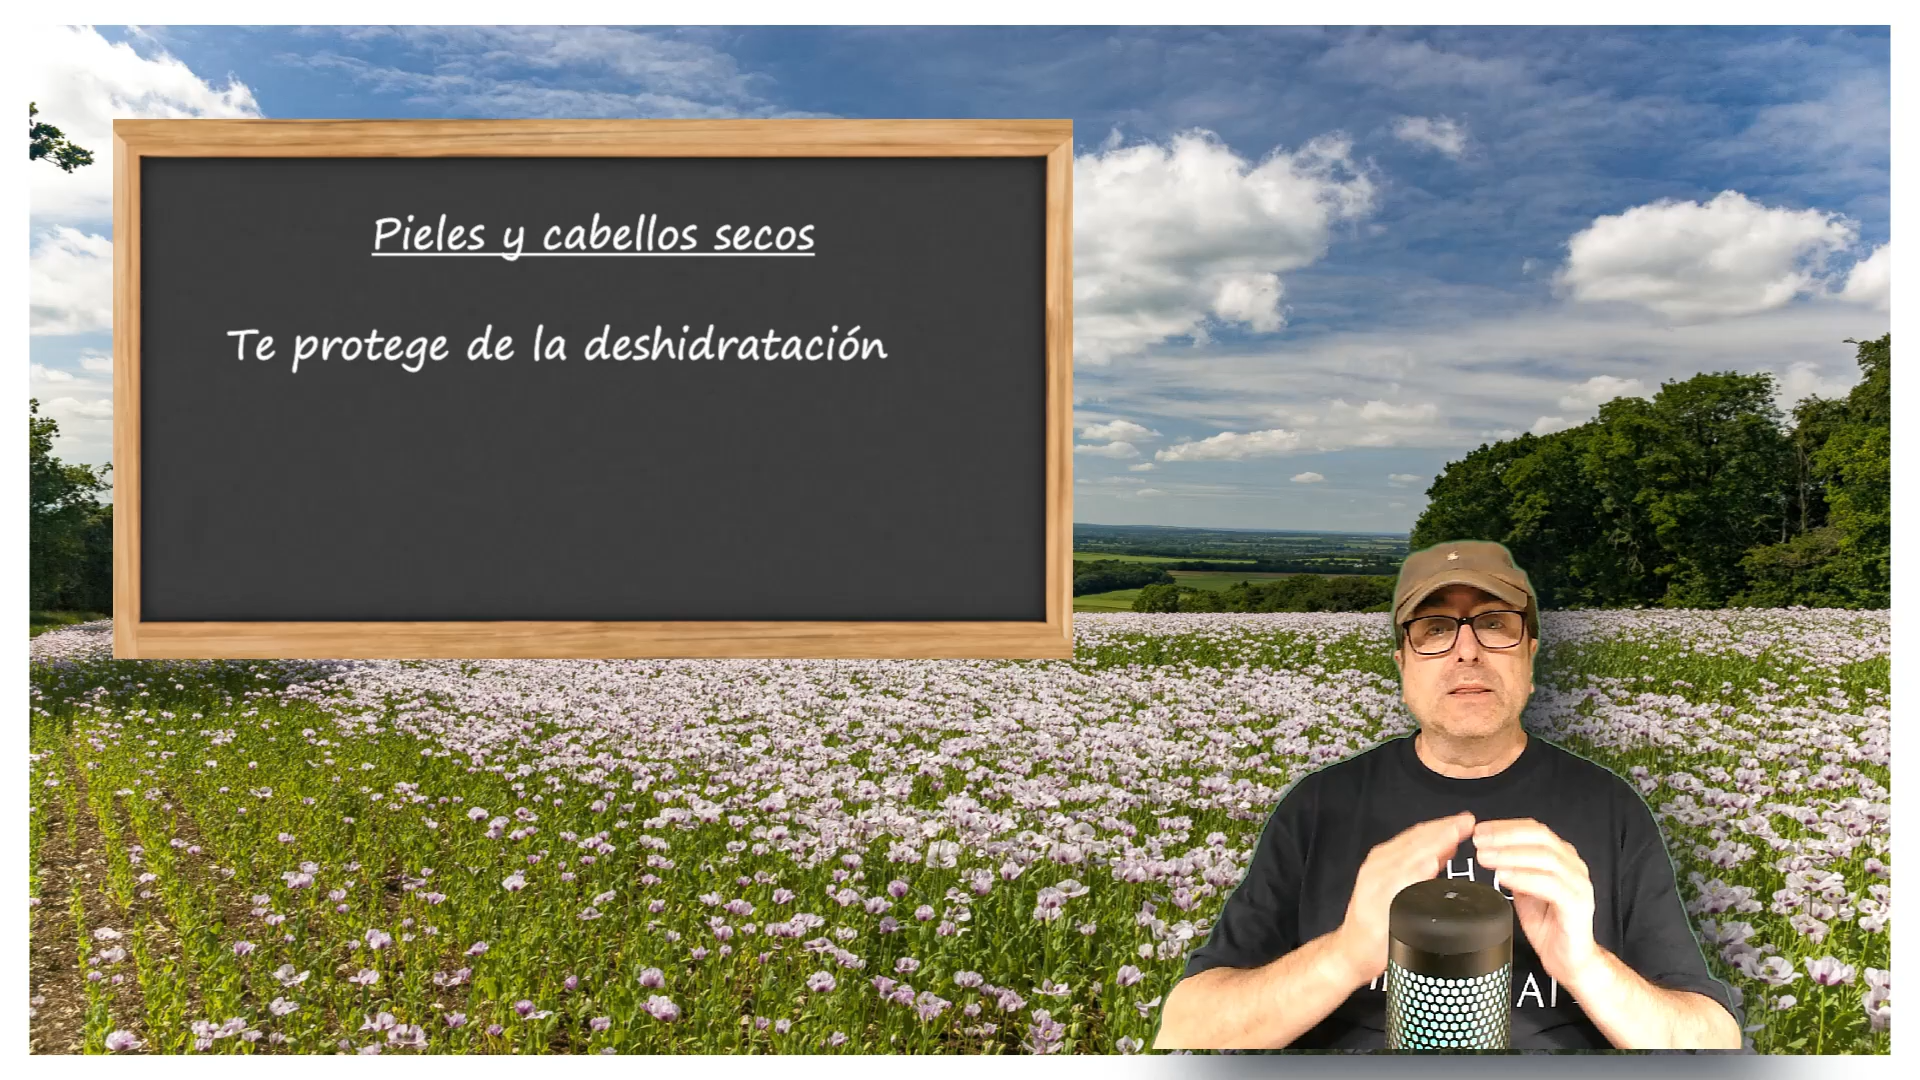 Pieles y cabellos secos
Te protege de la deshidratación